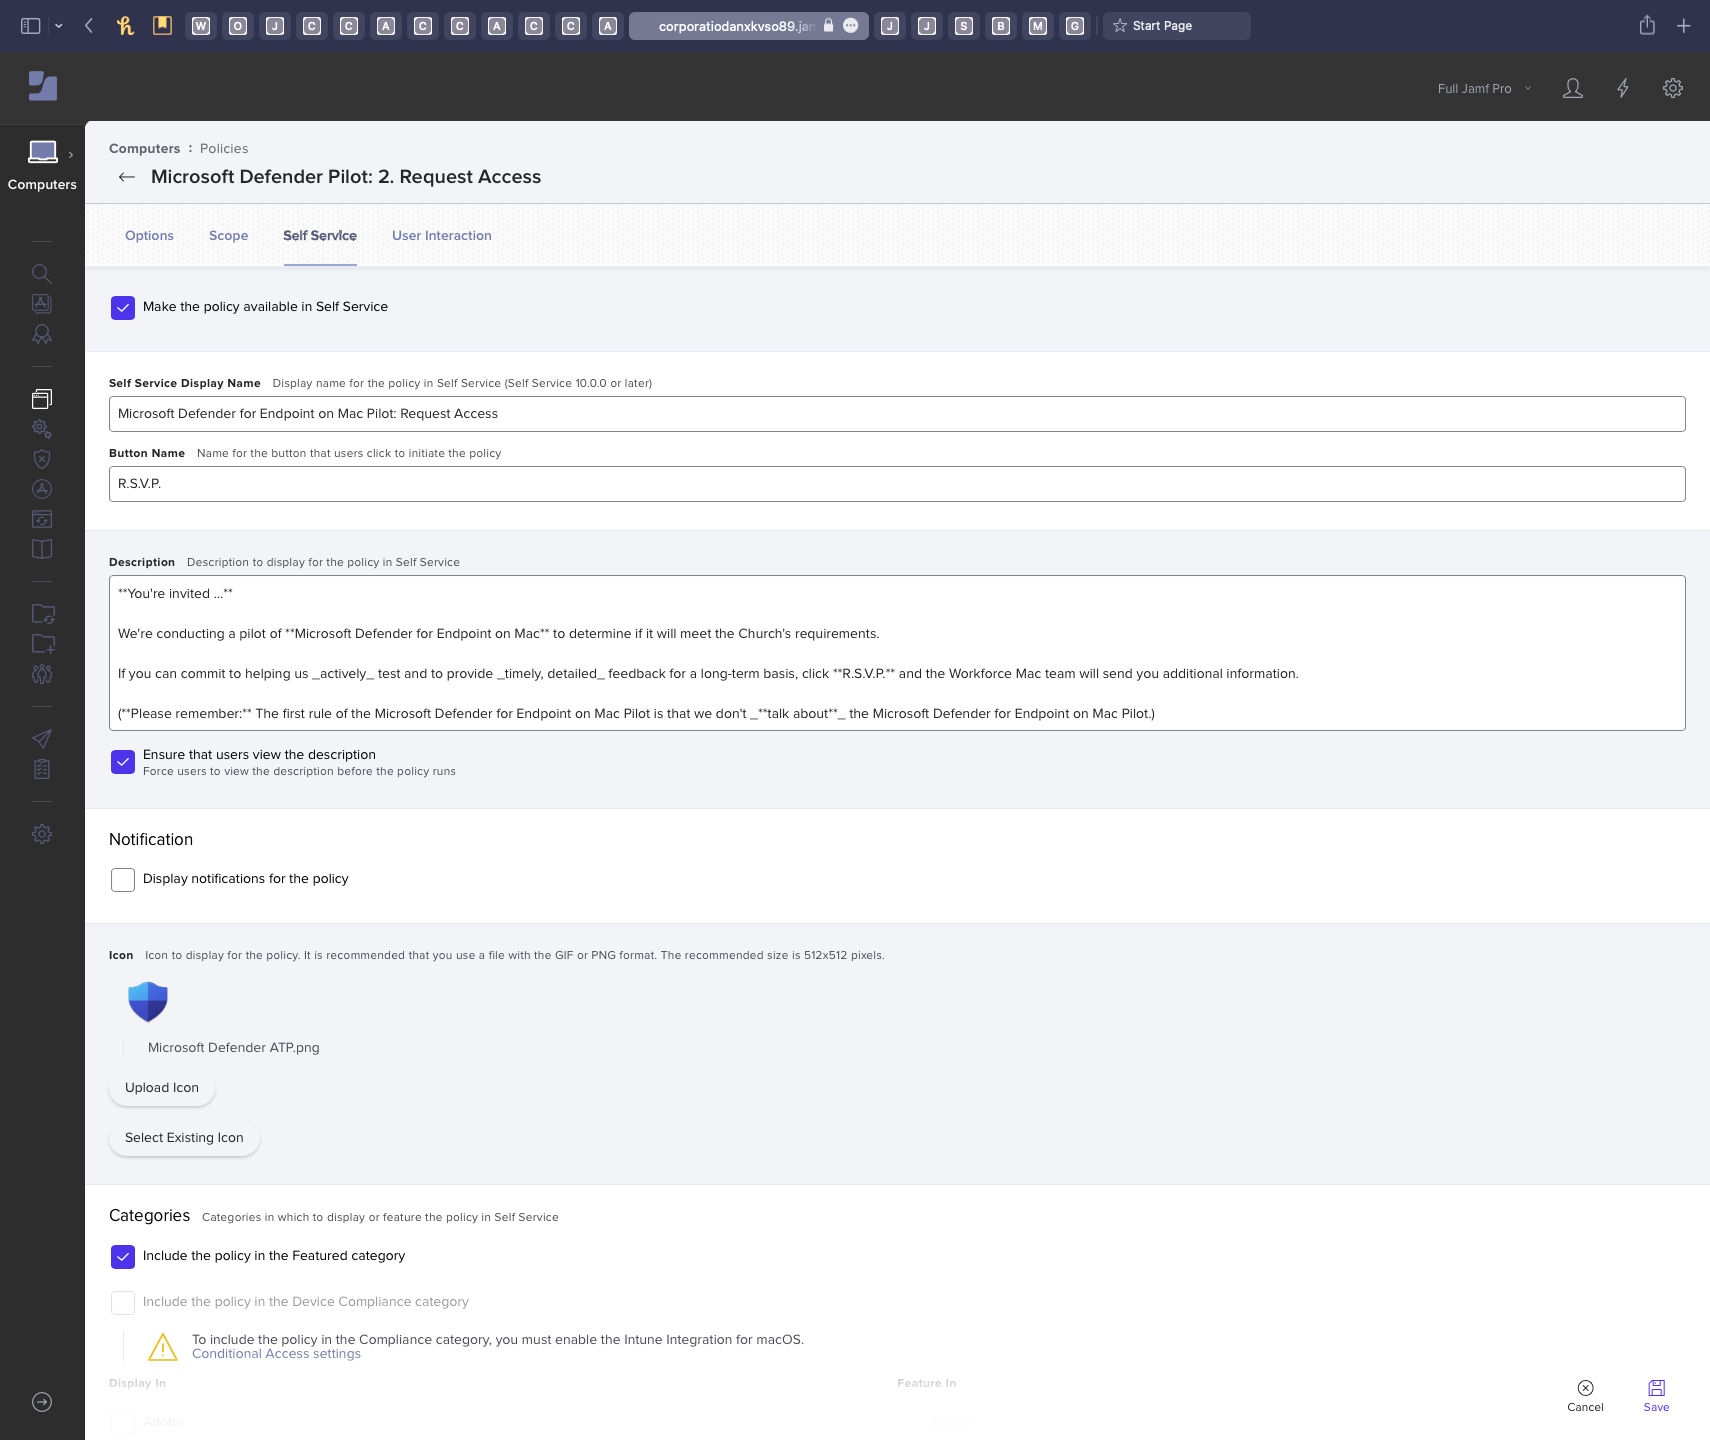 W O J C C A C C A C C A corporatiodanxkvso89.jam J J S B M G Start Page
Full Jamf Pro
Computers
Computers : Policies
Microsoft Defender Pilot: 2. Request Access
Options Scope Self Service User Interaction
Make the policy available in Self Service
Self Service Display Name Display name for the policy in Self Service (Self Service 10.0.0 or later)
Microsoft Defender for Endpoint on Mac Pilot: Request Access
Button Name Name for the button that users click to initiate the policy
R.S.V.P.
Description Description to display for the policy in Self Service
**You're invited ...**
We're conducting a pilot of **Microsoft Defender for Endpoint on Mac** to determine if it will meet the Church's requirements.
If you can commit to helping us _actively_ test and to provide _timely, detailed_ feedback for a long-term basis, click **R.S.V.P.** and the Workforce Mac team will send you additional information.
(**Please remember:** The first rule of the Microsoft Defender for Endpoint on Mac Pilot is that we don't _**talk about**_ the Microsoft Defender for Endpoint on Mac Pilot.)
Ensure that users view the description
Force users to view the description before the policy runs
Notification
Display notifications for the policy
Icon Icon to display for the policy. It is recommended that you use a file with the GIF or PNG format. The recommended size is 512x512 pixels.
Microsoft Defender ATP.png
Upload Icon
Select Existing Icon
Categories Categories in which to display or feature the policy in Self Service
Include the policy in the Featured category
Include the policy in the Device Compliance category
To include the policy in the Compliance category, you must enable the Intune Integration for macOS.
Conditional Access settings
Display In Feature In
Adobe
Cancel Save